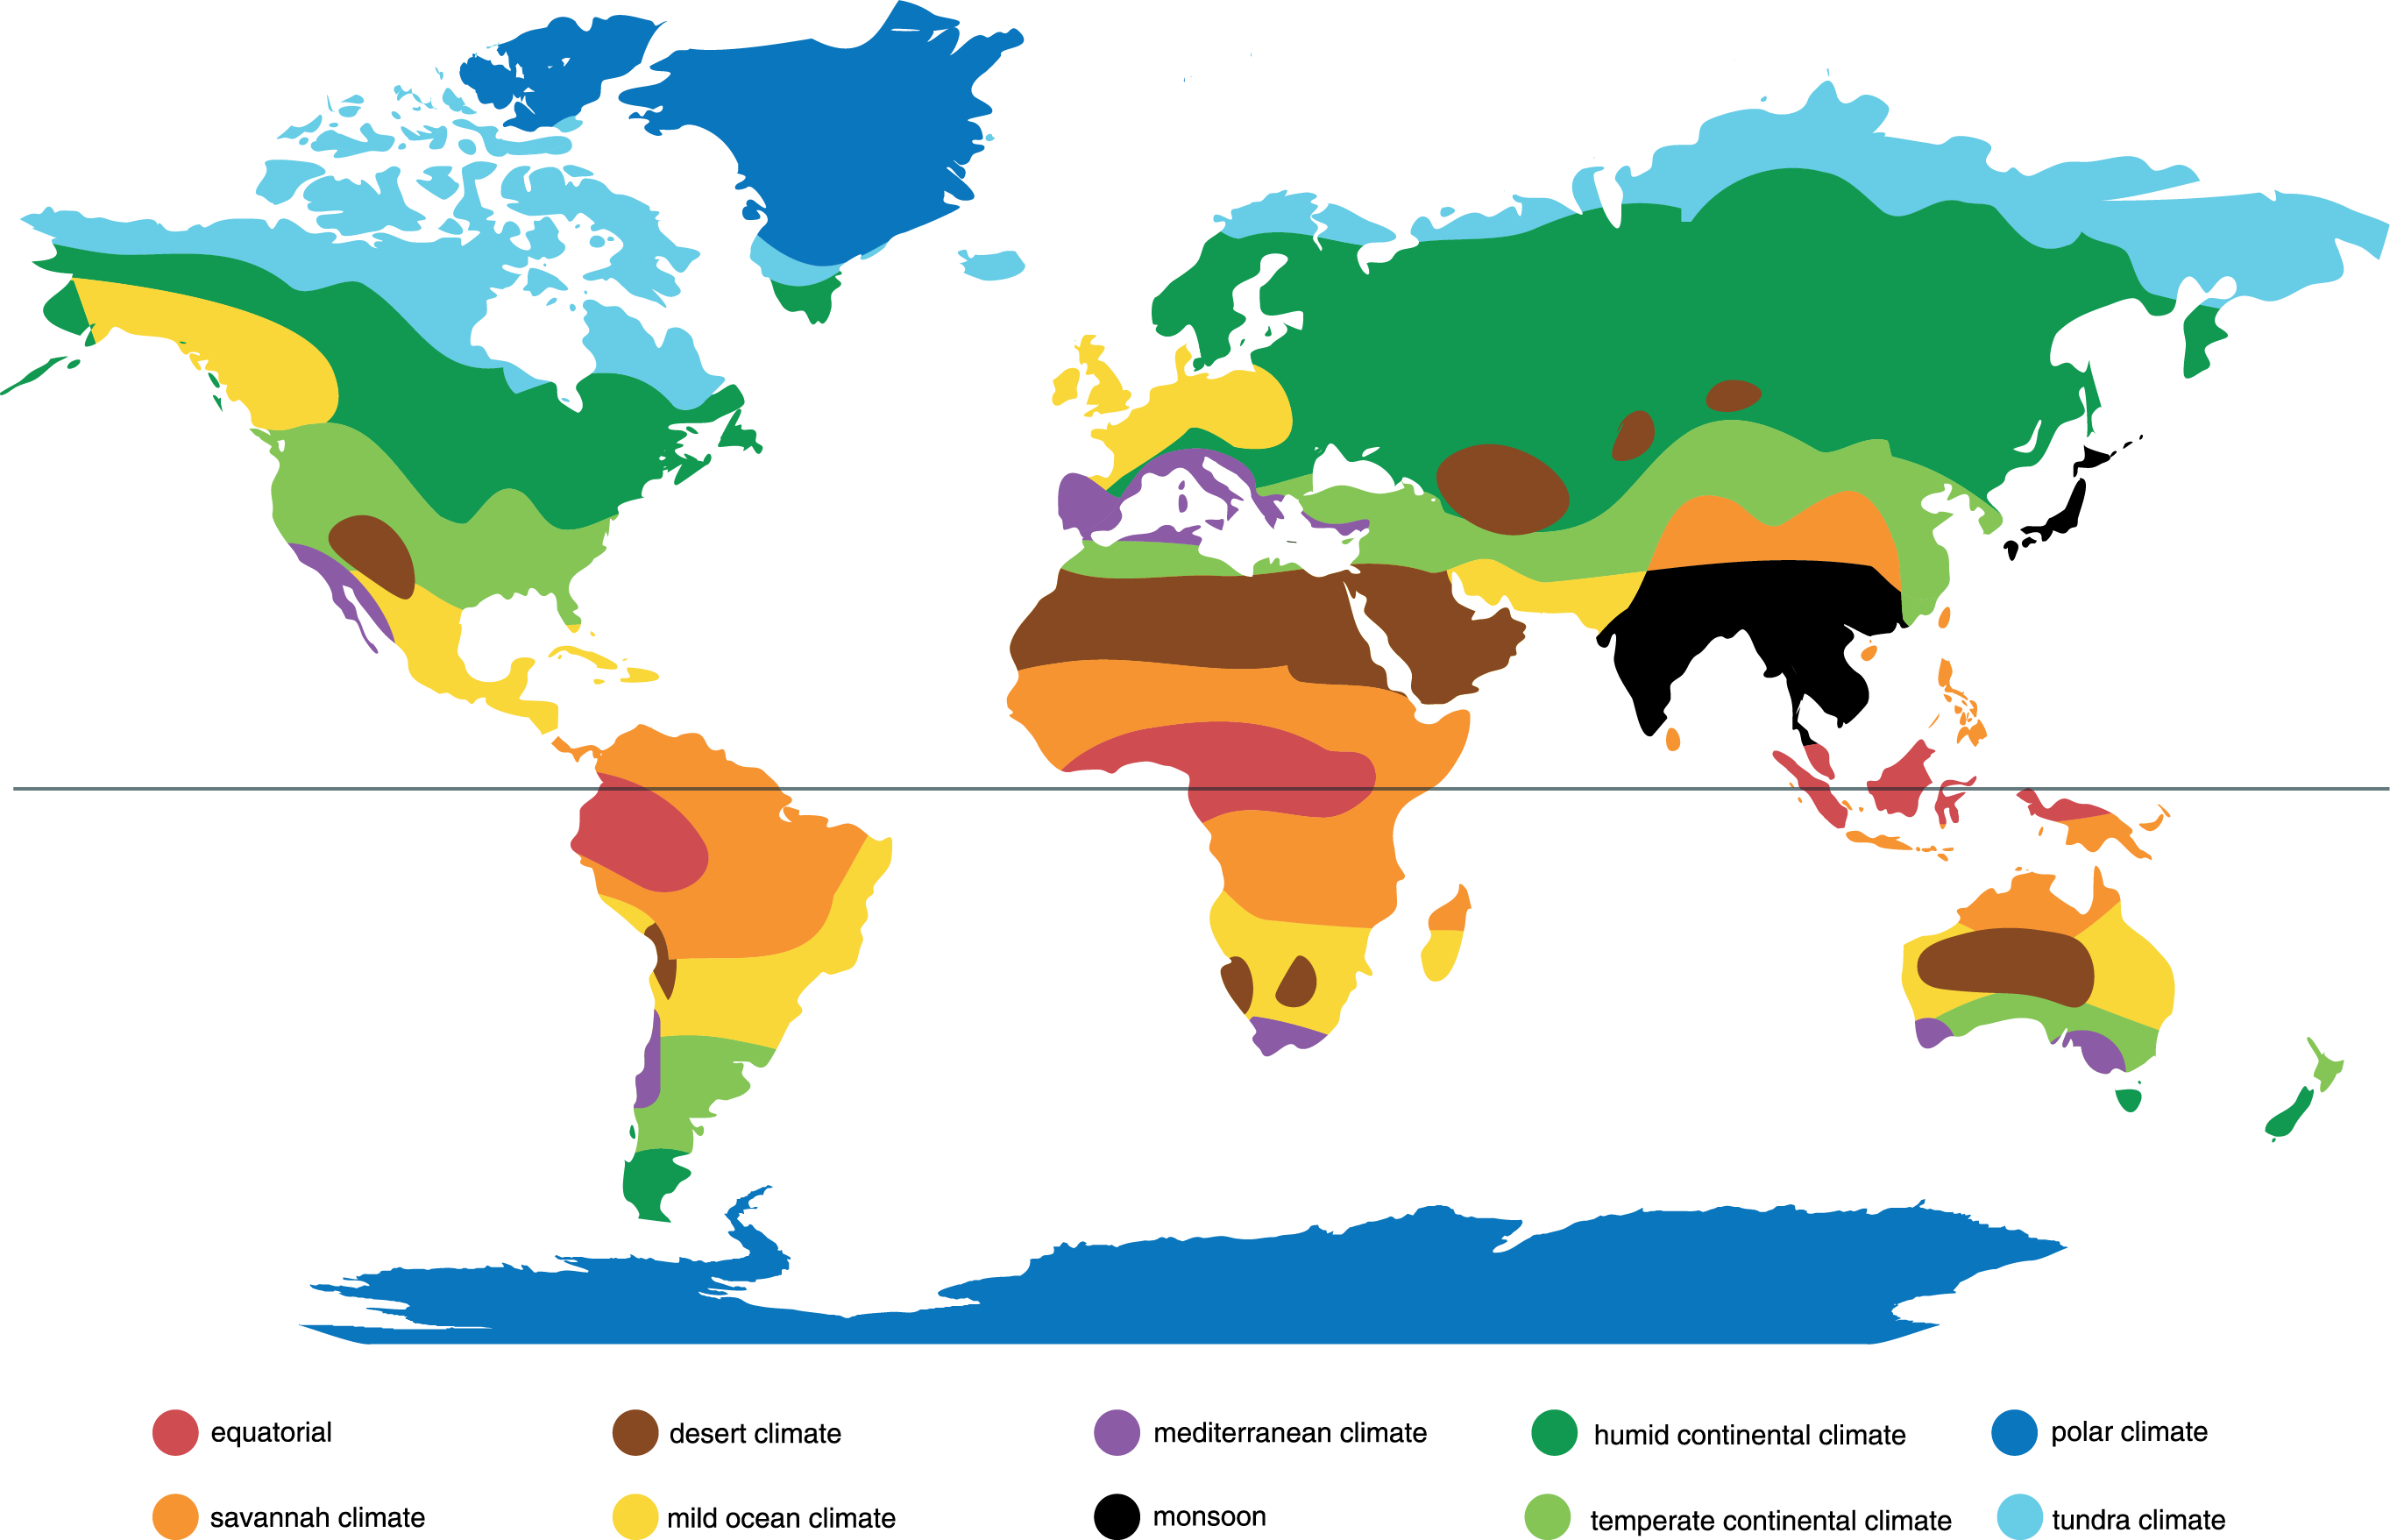 equatorial
desert climate
mediterranean climate
humid continental climate
polar climate
savannah climate
mild ocean climate
monsoon
temperate continental climate
tundra climate